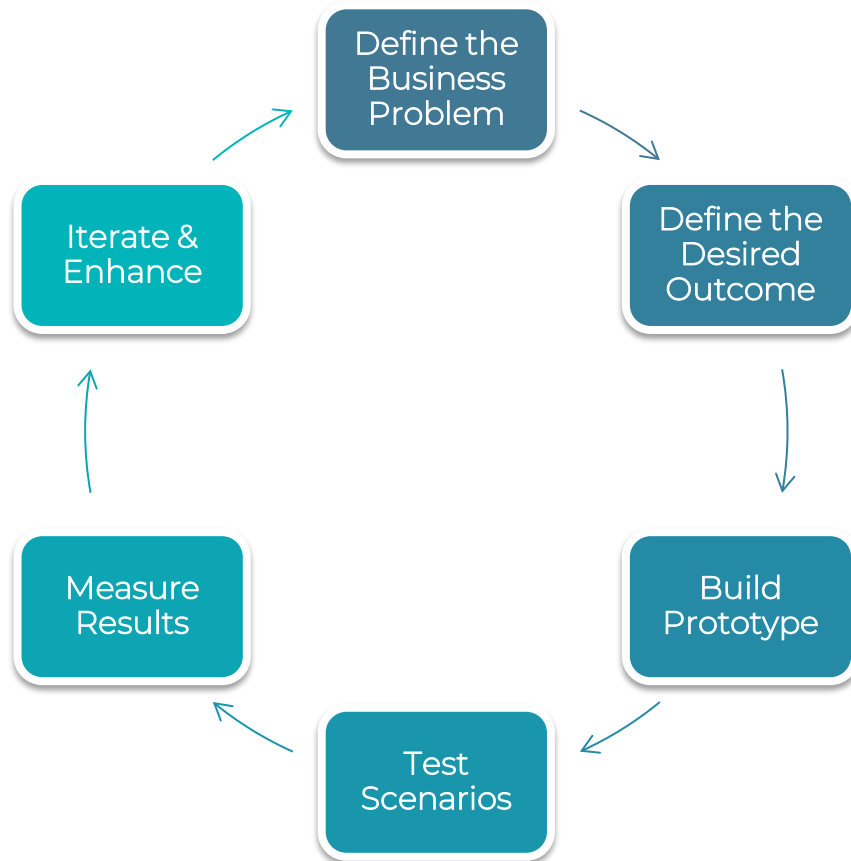 Define the
Business
Problem
Define the
Desired
Outcome
Build
Prototype
Test
Scenarios
Measure
Results
Iterate &
Enhance